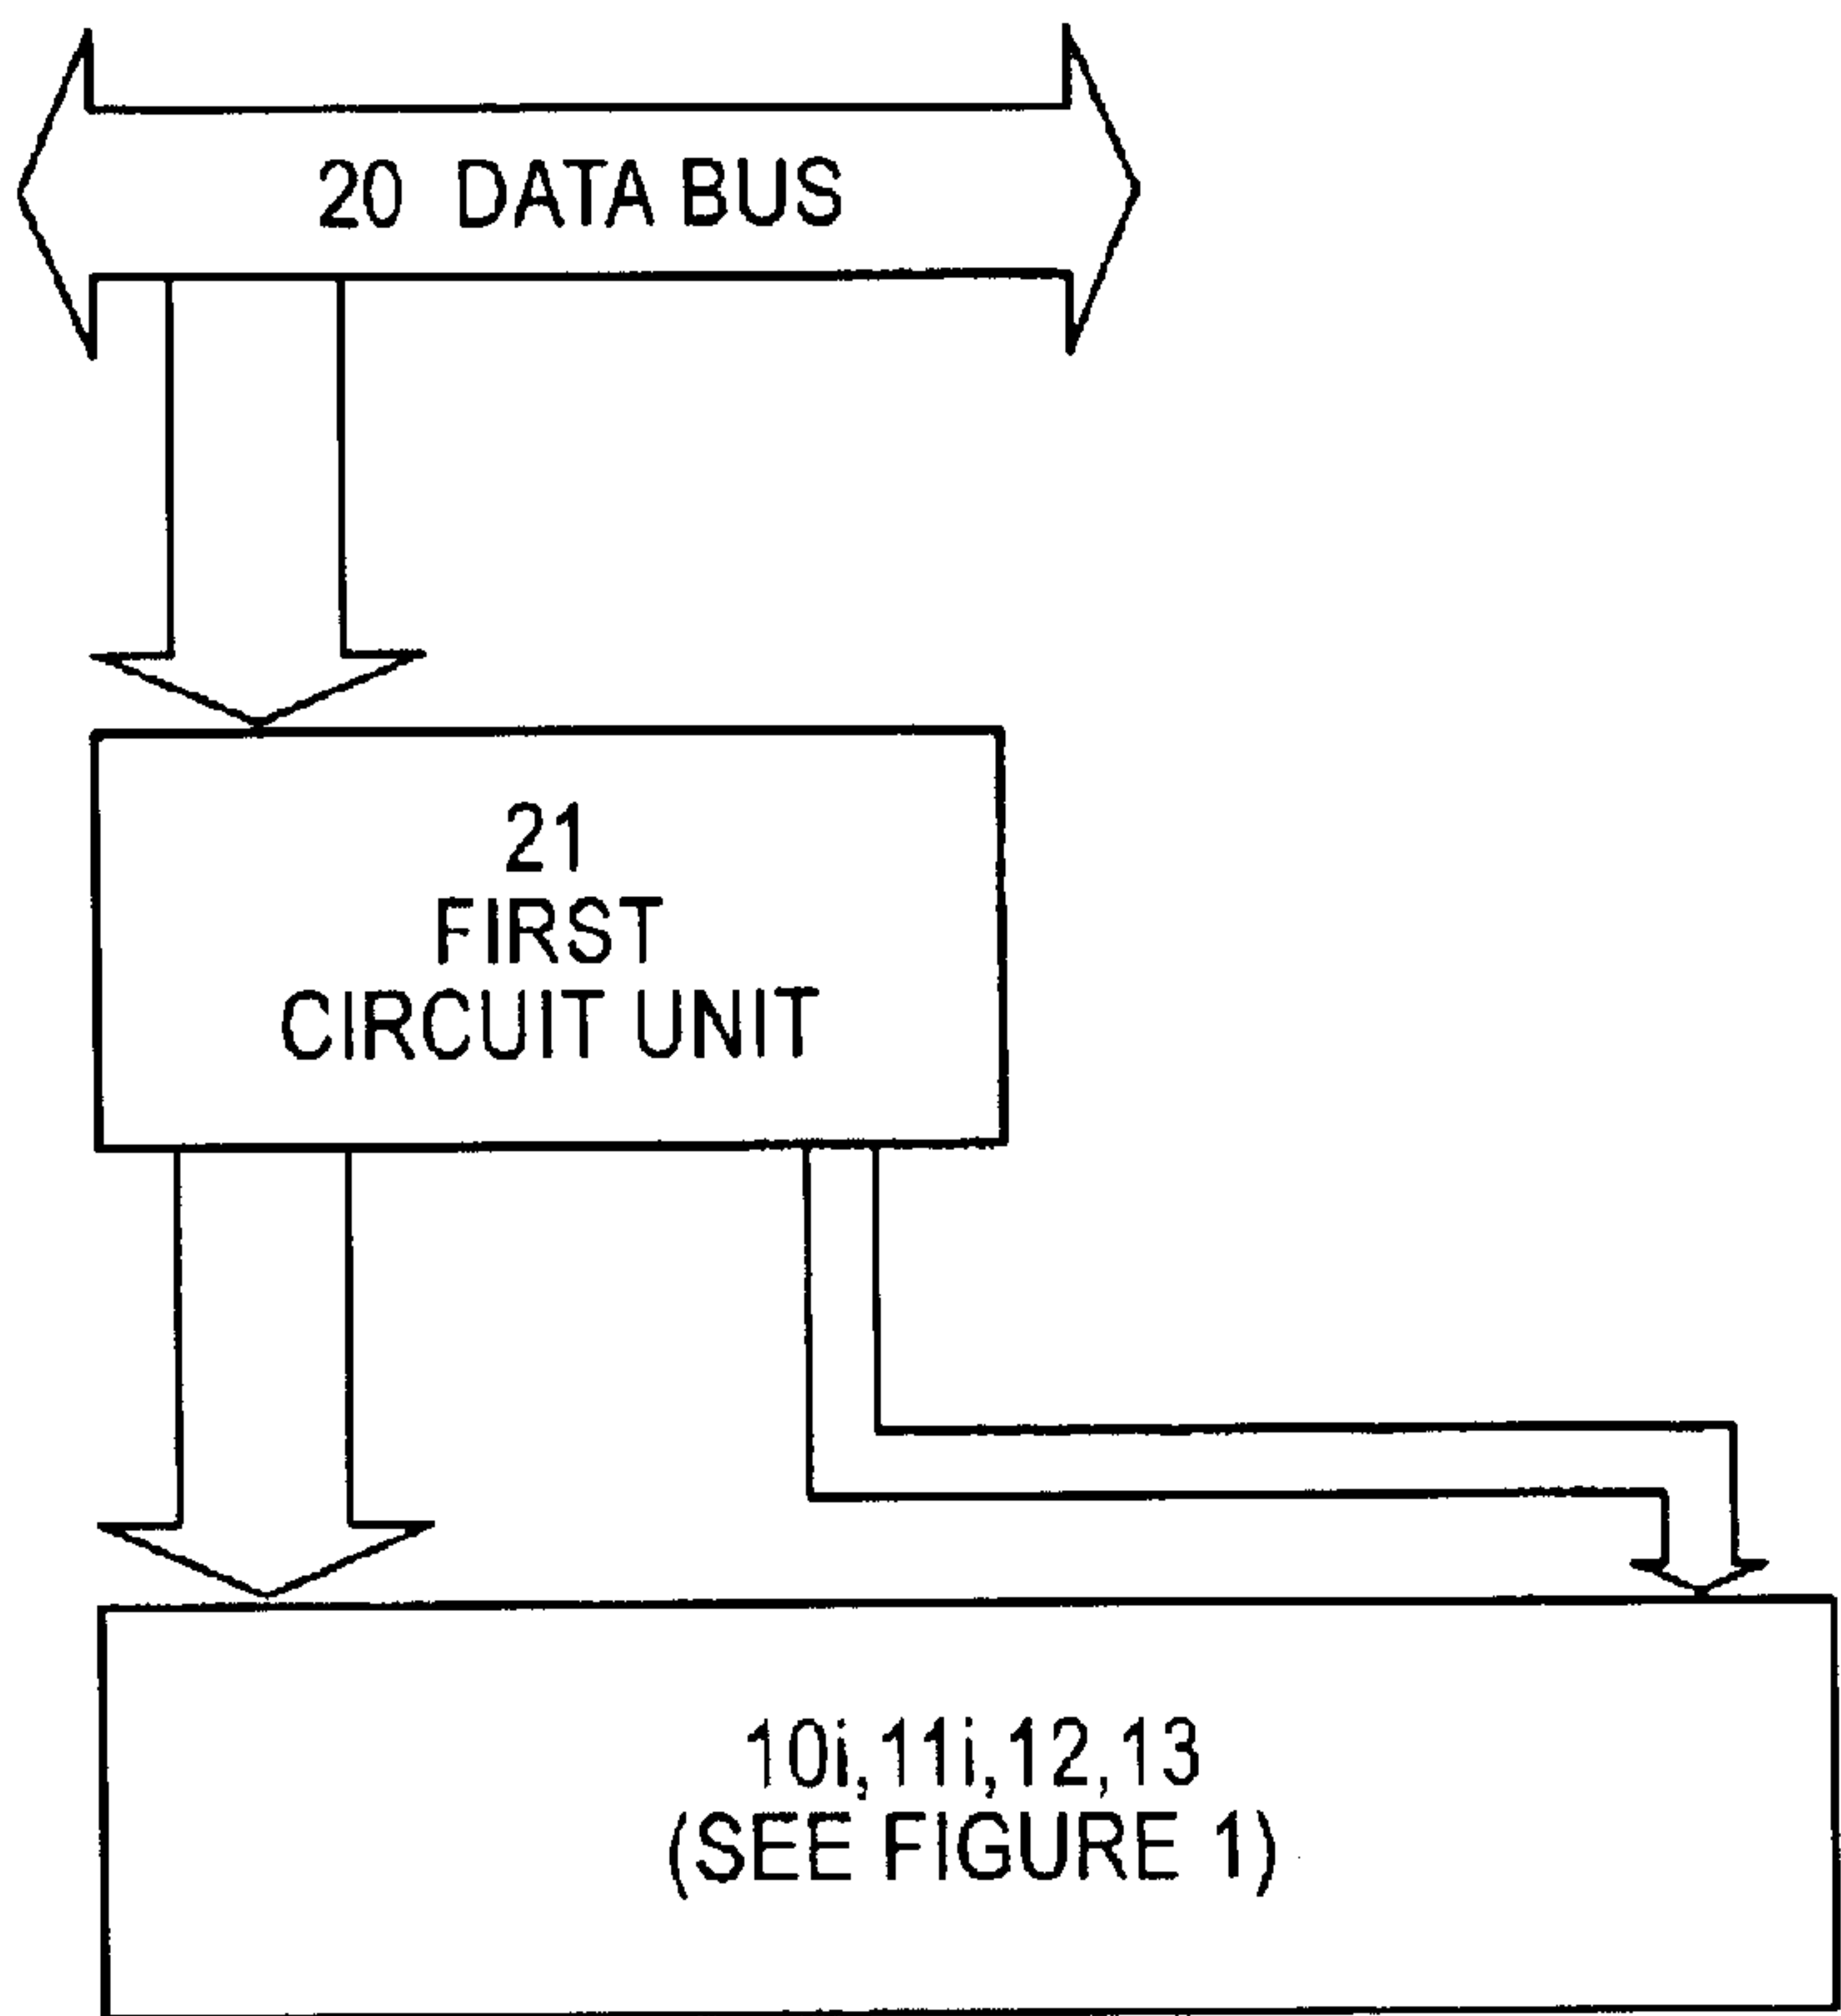 20 DATA BUS
21
FIRST
CIRCUIT UNIT
10i,11i,12,13
(SEE FIGURE 1)